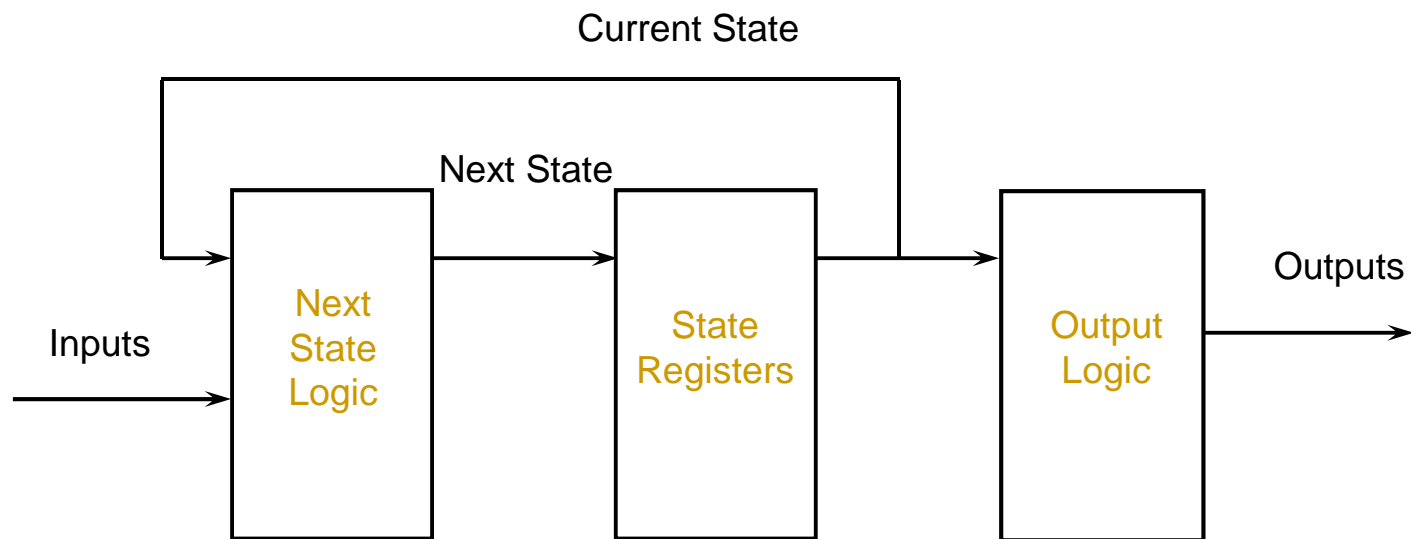 Current State
Next State
Inputs
Next
State
Logic
State
Registers
Output
Logic
Outputs